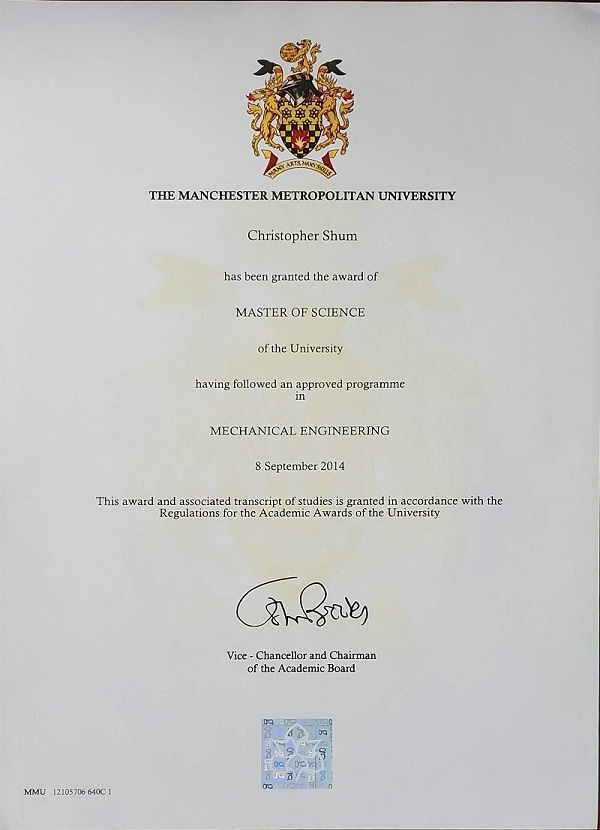 MANY ARTS, MANY SKILLS
THE MANCHESTER METROPOLITAN UNIVERSITY
Christopher Shum
has been granted the award of
MASTER OF SCIENCE
of the University
having followed an approved programme
in
MECHANICAL ENGINEERING
8 September 2014
This award and associated transcript of studies is granted in accordance with the
Regulations for the Academic Awards of the University
Vice - Chancellor and Chairman
of the Academic Board
MMU 12105706 640C 1